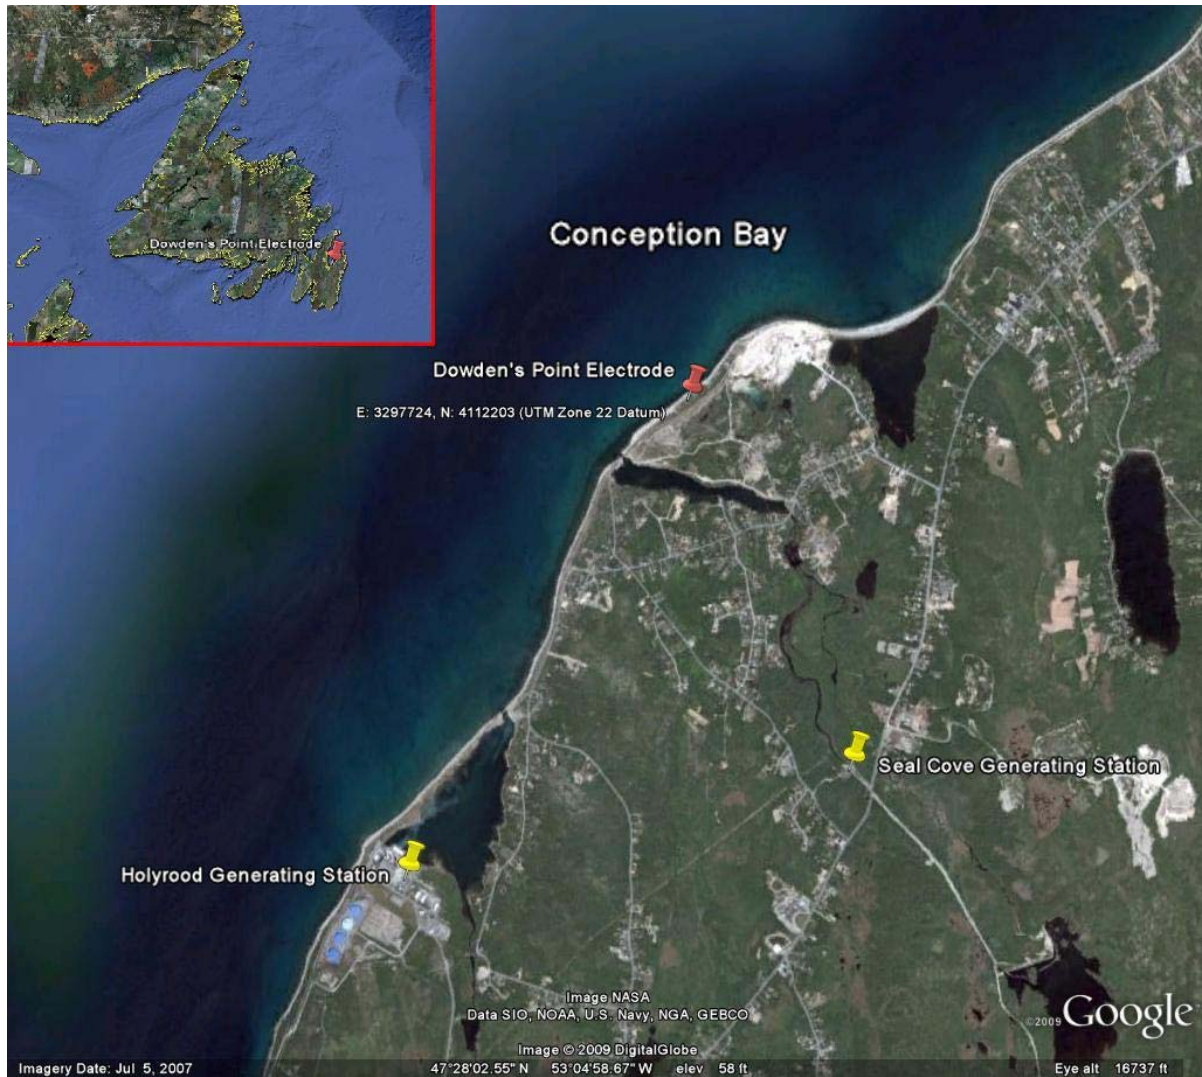 Dowden's Point Electrode
Conception Bay
Dowden's Point Electrode
E: 3297724, N: 4112203 (UTM Zone 22 Datum)
Seal Cove Generating Station
Holyrood Generating Station
Image NASA
Data SIO, NOAA, U.S. Navy, NGA, GEBCO
©2009 Google
Image © 2009 DigitalGlobe
Imagery Date: Jul 5, 2007 47°28'02.55" N 53°04'58.67" W elev 58 ft Eye alt 16737 ft